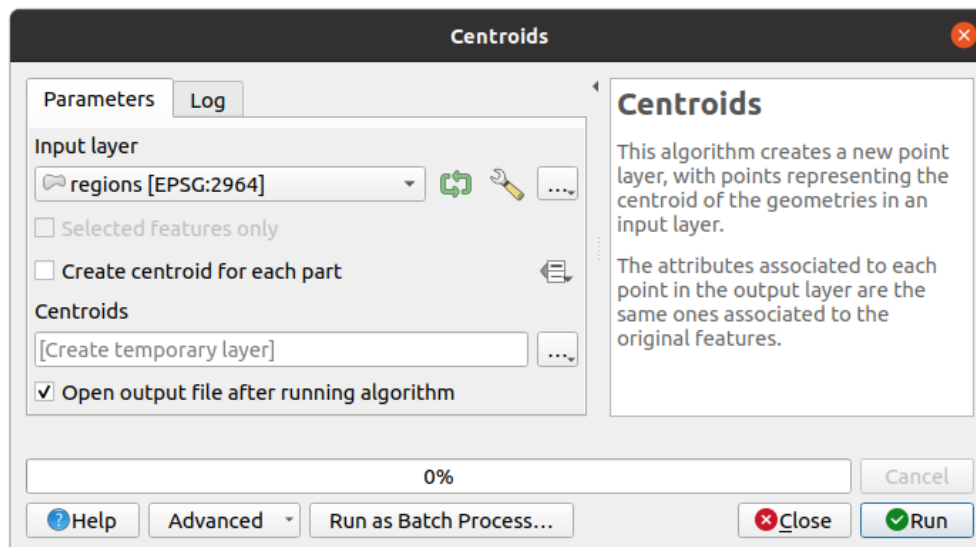 Centroids
Parameters
Log
Input layer
regions [EPSG:2964]
...
Selected features only
Create centroid for each part
Centroids
[Create temporary layer]
...
Open output file after running algorithm
Centroids
This algorithm creates a new point
layer, with points representing the
centroid of the geometries in an
input layer.
The attributes associated to each
point in the output layer are the
same ones associated to the
original features.
0%
Cancel
Help
Advanced
Run as Batch Process...
Close
Run